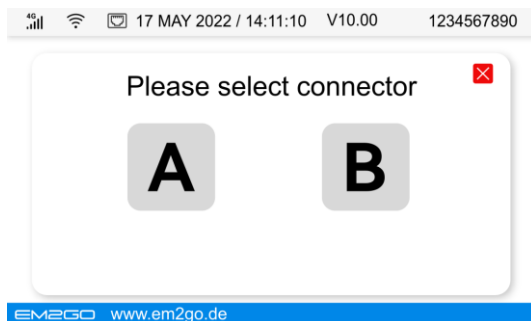 4G 17 MAY 2022 / 14:11:10 V10.00 1234567890
Please select connector
A B
EM2GO www.em2go.de